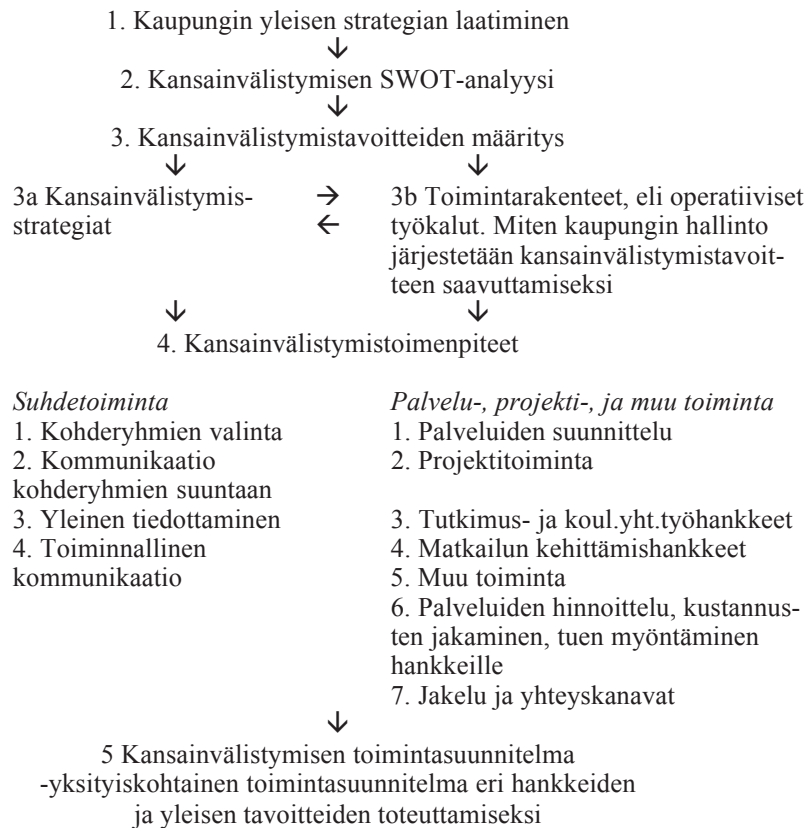 1. Kaupungin yleisen strategian laatiminen
↓
2. Kansainvälistymisen SWOT-analyysi
↓
3. Kansainvälistymistavoitteiden määritys
↓ ↓
3a Kansainvälistymis-
strategiat
→
←
3b Toimintarakenteet, eli operatiiviset
työkalut. Miten kaupungin hallinto
järjestetään kansainvälistymistavoit-
teen saavuttamiseksi
↓ ↓
4. Kansainvälistymistoimenpiteet
Suhdetoiminta
1. Kohderyhmien valinta
2. Kommunikaatio
kohderyhmien suuntaan
3. Yleinen tiedottaminen
4. Toiminnallinen
kommunikaatio
Palvelu-, projekti-, ja muu toiminta
1. Palveluiden suunnittelu
2. Projektitoiminta
3. Tutkimus- ja koul.yht.työhankkeet
4. Matkailun kehittämishankkeet
5. Muu toiminta
6. Palveluiden hinnoittelu, kustannus-
ten jakaminen, tuen myöntäminen
hankkeille
7. Jakelu ja yhteyskanavat
↓
5 Kansainvälistymisen toimintasuunnitelma
-yksityiskohtainen toimintasuunnitelma eri hankkeiden
ja yleisen tavoitteiden toteuttamiseksi